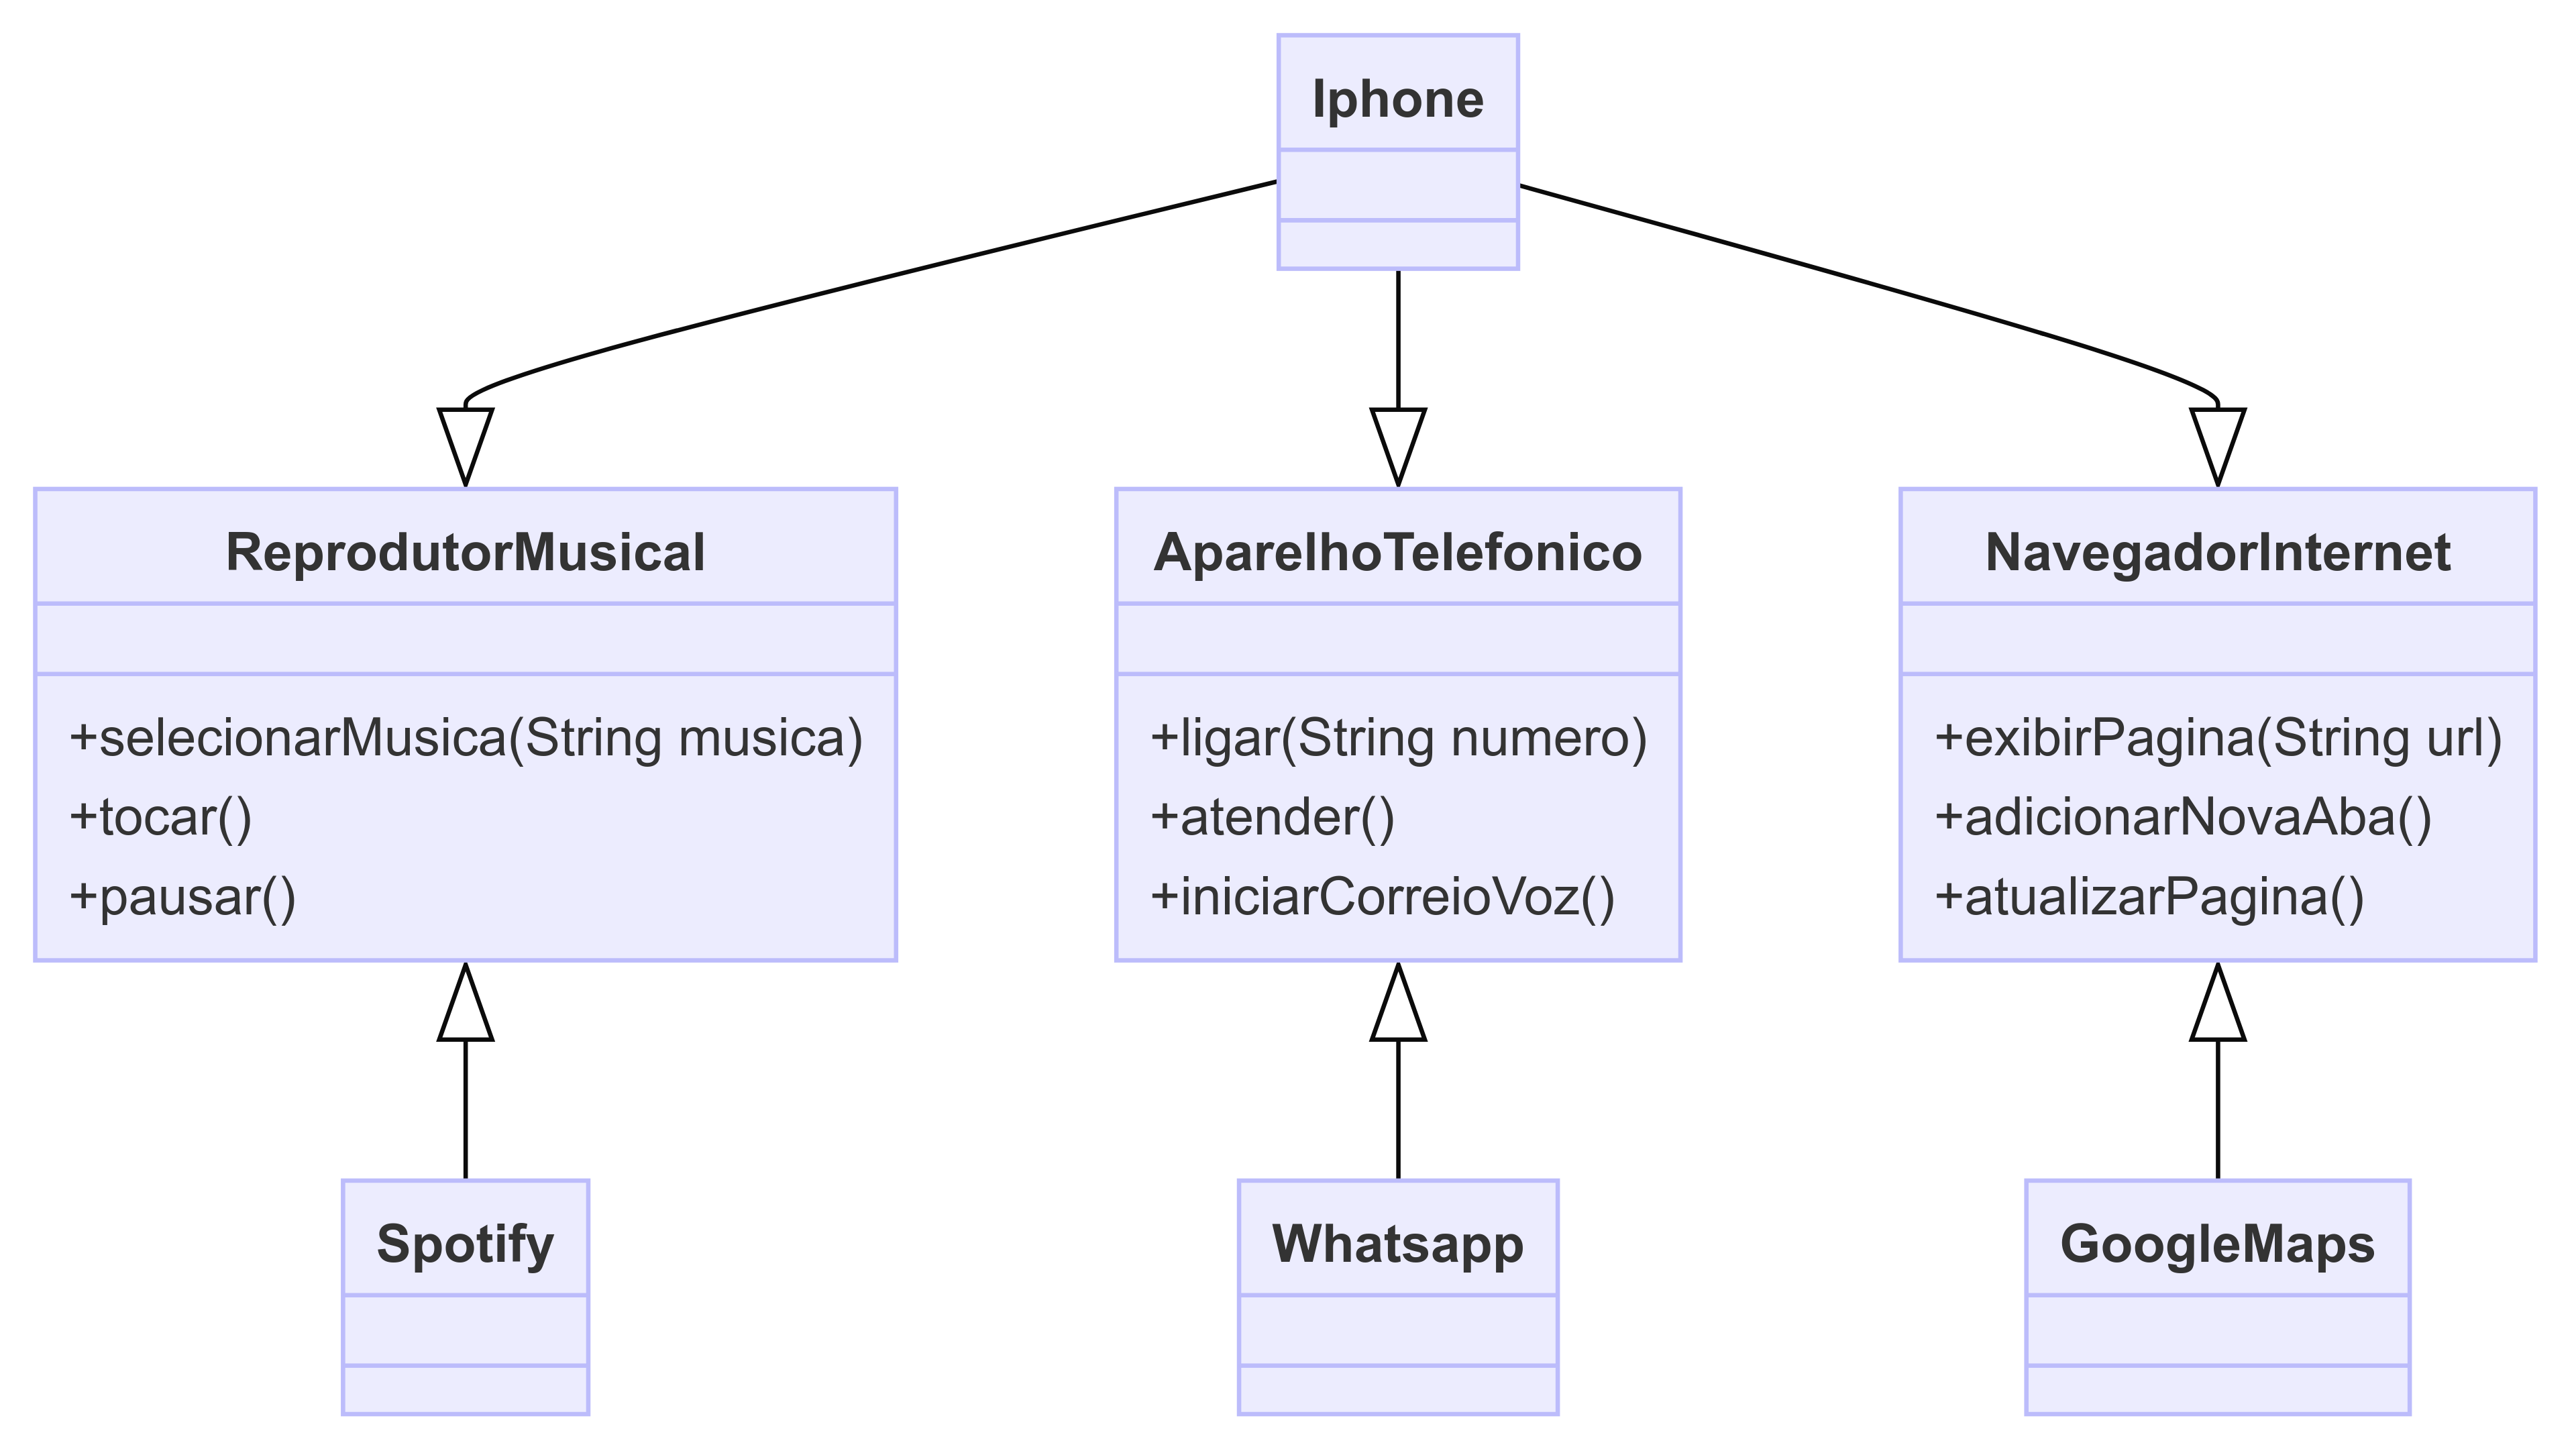 Iphone
ReprodutorMusical
+selecionarMusica(String musica)
+tocar()
+pausar()
AparelhoTelefonico
+ligar(String numero)
+atender()
+iniciarCorreioVoz()
NavegadorInternet
+exibirPagina(String url)
+adicionarNovaAba()
+atualizarPagina()
Spotify
Whatsapp
GoogleMaps